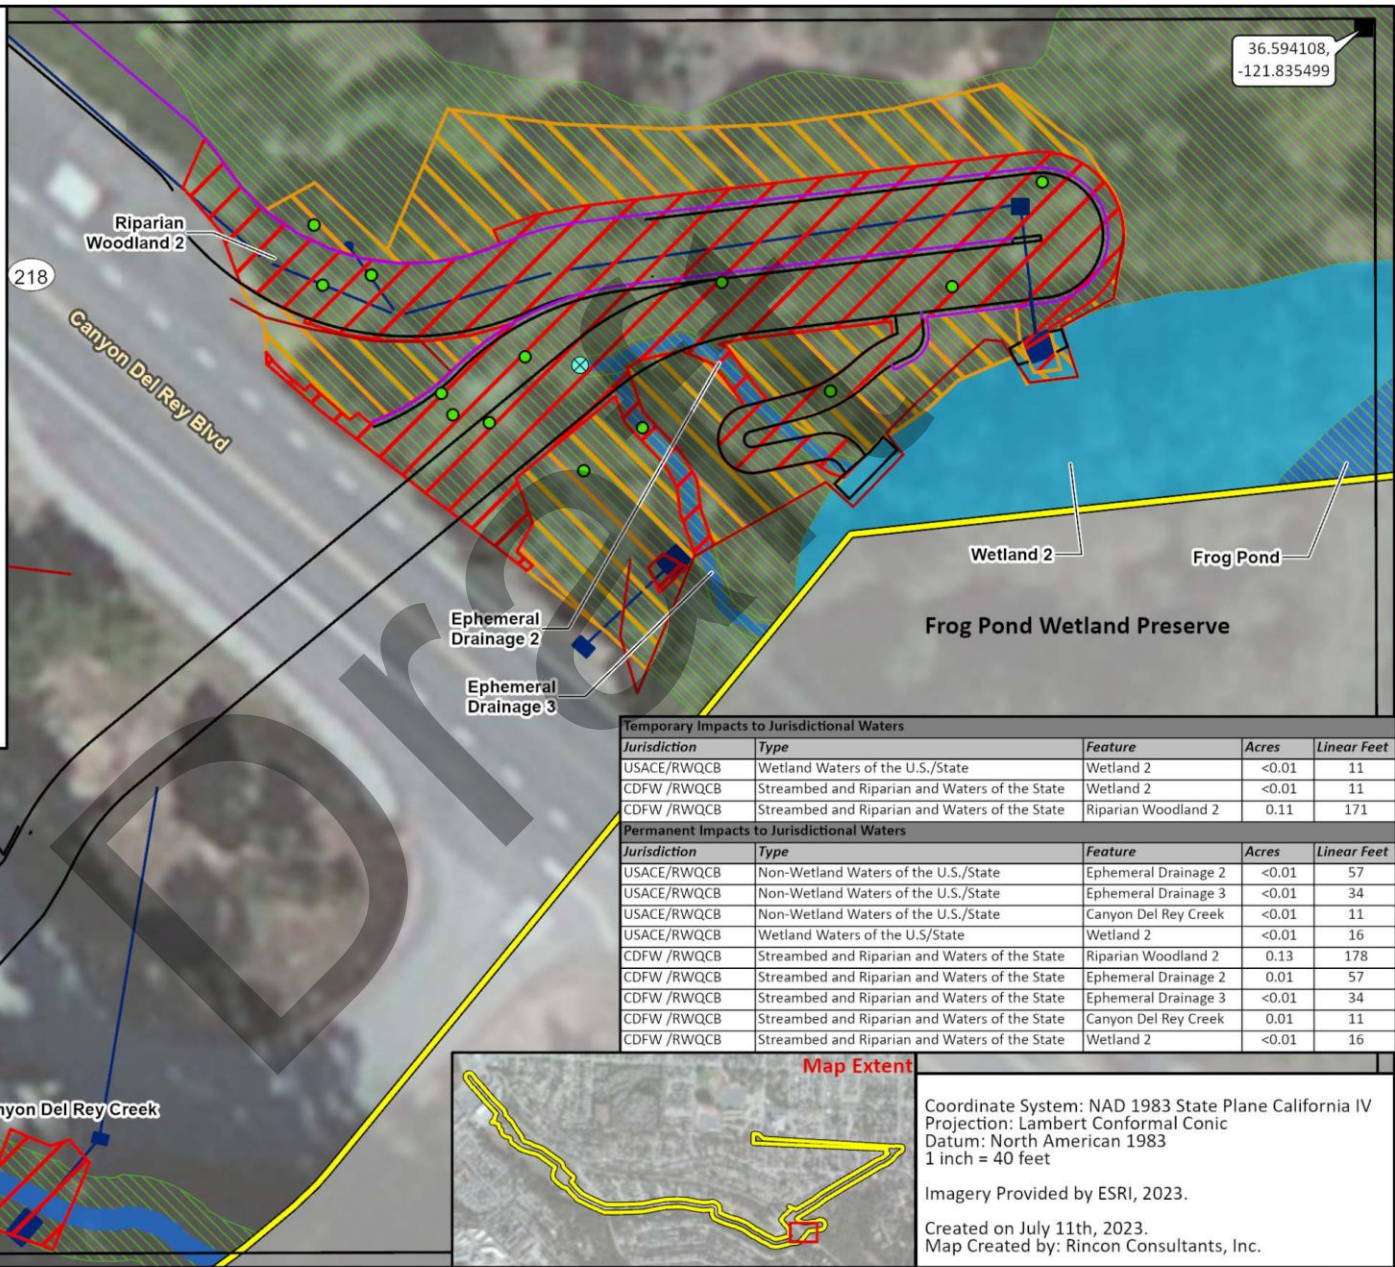 36.594108,
-121.835499
Riparian
Woodland 2
218
Canyon Del Rey Blvd
Wetland 2
Frog Pond
Frog Pond Wetland Preserve
Ephemeral
Drainage 2
Ephemeral
Drainage 3
Draft
Temporary Impacts to Jurisdictional Waters
Jurisdiction Type Feature Acres Linear Feet
USACE/RWQCB Wetland Waters of the U.S./State Wetland 2 <0.01 11
CDFW /RWQCB Streambed and Riparian and Waters of the State Wetland 2 <0.01 11
CDFW /RWQCB Streambed and Riparian and Waters of the State Riparian Woodland 2 0.11 171
Permanent Impacts to Jurisdictional Waters
Jurisdiction Type Feature Acres Linear Feet
USACE/RWQCB Non-Wetland Waters of the U.S./State Ephemeral Drainage 2 <0.01 57
USACE/RWQCB Non-Wetland Waters of the U.S./State Ephemeral Drainage 3 <0.01 34
USACE/RWQCB Non-Wetland Waters of the U.S./State Canyon Del Rey Creek <0.01 11
USACE/RWQCB Wetland Waters of the U.S/State Wetland 2 <0.01 16
CDFW /RWQCB Streambed and Riparian and Waters of the State Riparian Woodland 2 0.13 178
CDFW /RWQCB Streambed and Riparian and Waters of the State Ephemeral Drainage 2 0.01 57
CDFW /RWQCB Streambed and Riparian and Waters of the State Ephemeral Drainage 3 <0.01 34
CDFW /RWQCB Streambed and Riparian and Waters of the State Canyon Del Rey Creek 0.01 11
CDFW /RWQCB Streambed and Riparian and Waters of the State Wetland 2 <0.01 16
nyon Del Rey Creek
Map Extent
Coordinate System: NAD 1983 State Plane California IV
Projection: Lambert Conformal Conic
Datum: North American 1983
1 inch = 40 feet
Imagery Provided by ESRI, 2023.
Created on July 11th, 2023.
Map Created by: Rincon Consultants, Inc.